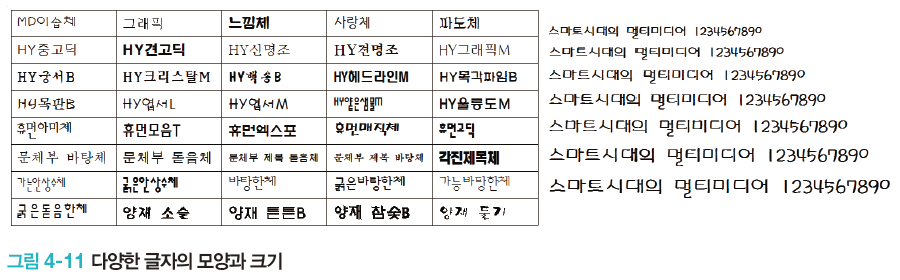 MD이솝체 그래픽 느낌체 사랑체 파도체
HY중고딕 HY견고딕 HY신명조 HY견명조 HY그래픽M
HY궁서B HY크리스탈M HY백송B HY헤드라인M HY목각파임B
HY목판B HY엽서L HY엽서M HY얕은샘물M HY울릉도M
휴먼아미체 휴먼모음T 휴먼엑스포 휴먼매직체 휴먼고딕
문체부 바탕체 문체부 돋음체 문체부 제목 돋음체 문체부 제목 바탕체 각진제목체
가는안상수체 굵은안상수체 바탕한체 굵은바탕한체 가는바탕한체
굵은돋음한체 양재 소슬 양재 튼튼B 양재 참숯B 양재 둘기
스마트시대의 멀티미디어 1234567890
스마트시대의 멀티미디어 1234567890
스마트시대의 멀티미디어 1234567890
스마트시대의 멀티미디어 1234567890
스마트시대의 멀티미디어 1234567890
스마트시대의 멀티미디어 1234567890
스마트시대의 멀티미디어 1234567890
그림 4-11 다양한 글자의 모양과 크기